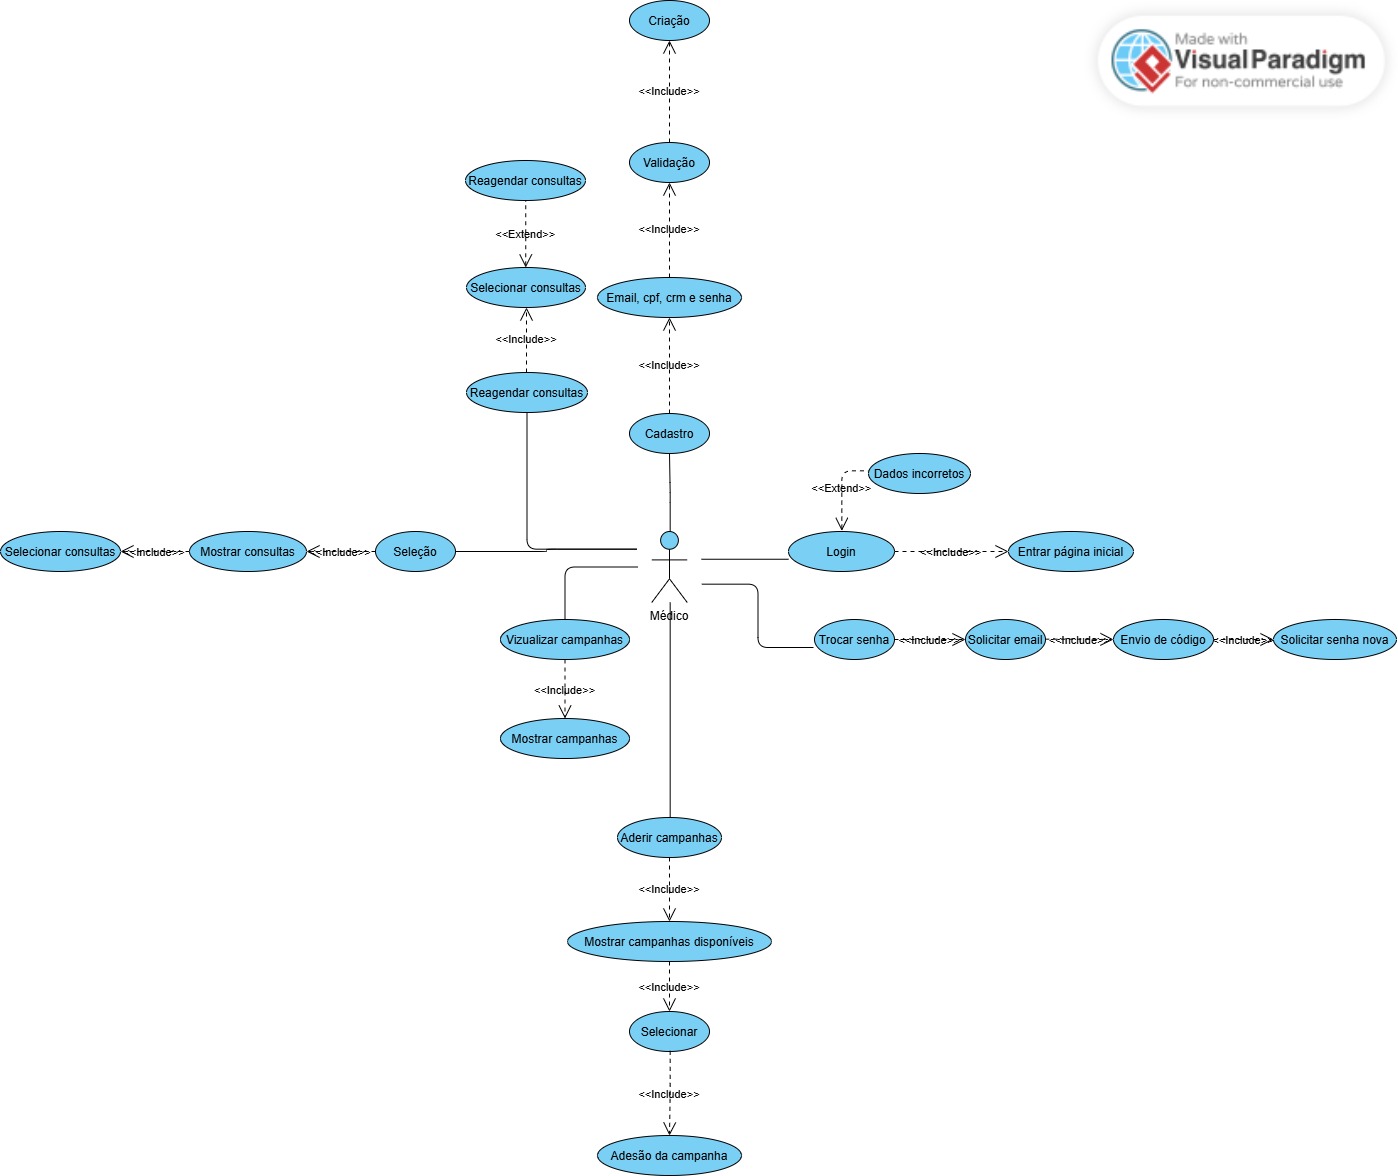 Criação
Made with
Visual Paradigm
For non-commercial use
<<Include>>
Validação
Reagendar consultas
<<Include>>
<<Extend>>
Selecionar consultas
Email, cpf, crm e senha
<<Include>>
<<Include>>
Reagendar consultas
Cadastro
Dados incorretos
<<Extend>>
Selecionar consultas
<<Include>>
Mostrar consultas
<<Include>>
Seleção
Login
<<Include>>
Entrar página inicial
Médico
Vizualizar campanhas
Trocar senha
<<Include>>
Solicitar email
<<Include>>
Envio de código
<<Include>>
Solicitar senha nova
<<Include>>
Mostrar campanhas
Aderir campanhas
<<Include>>
Mostrar campanhas disponíveis
<<Include>>
Selecionar
<<Include>>
Adesão da campanha